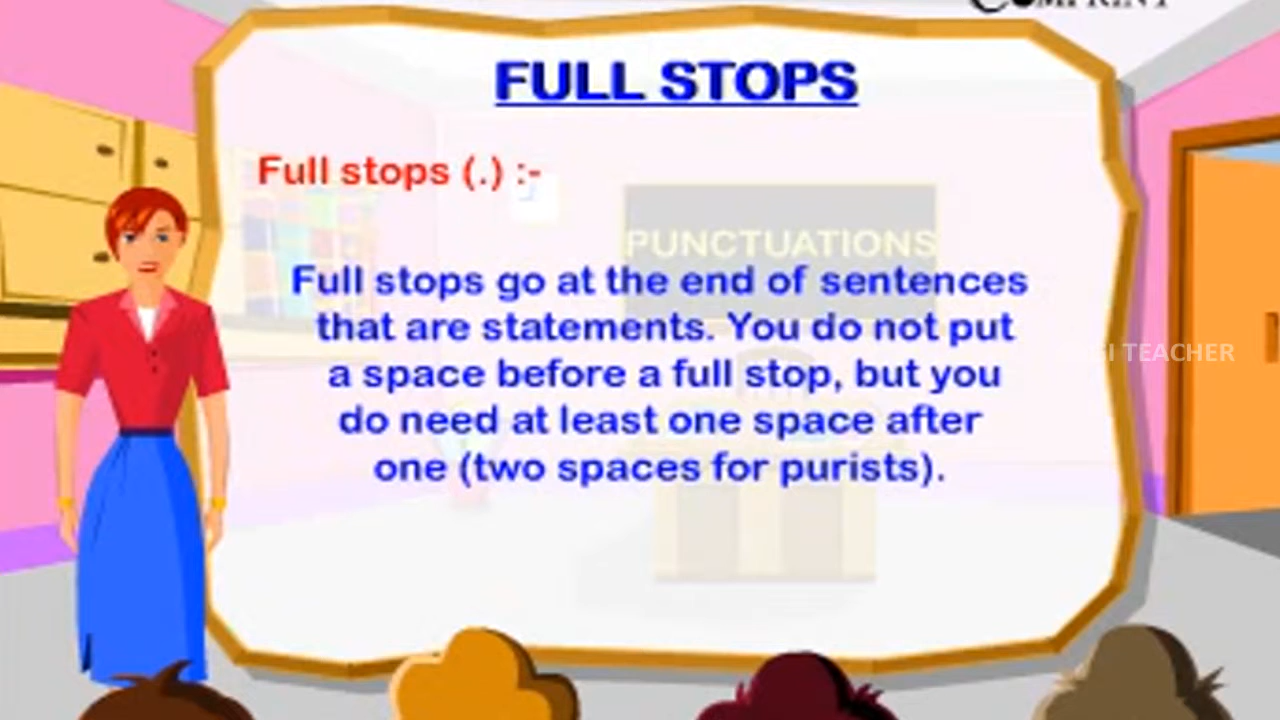 FULL STOPS
Full stops (.) :-
PUNCTUATIONS
Full stops go at the end of sentences
that are statements. You do not put
a space before a full stop, but you
TEACHER
do need at least one space after
one (two spaces for purists).